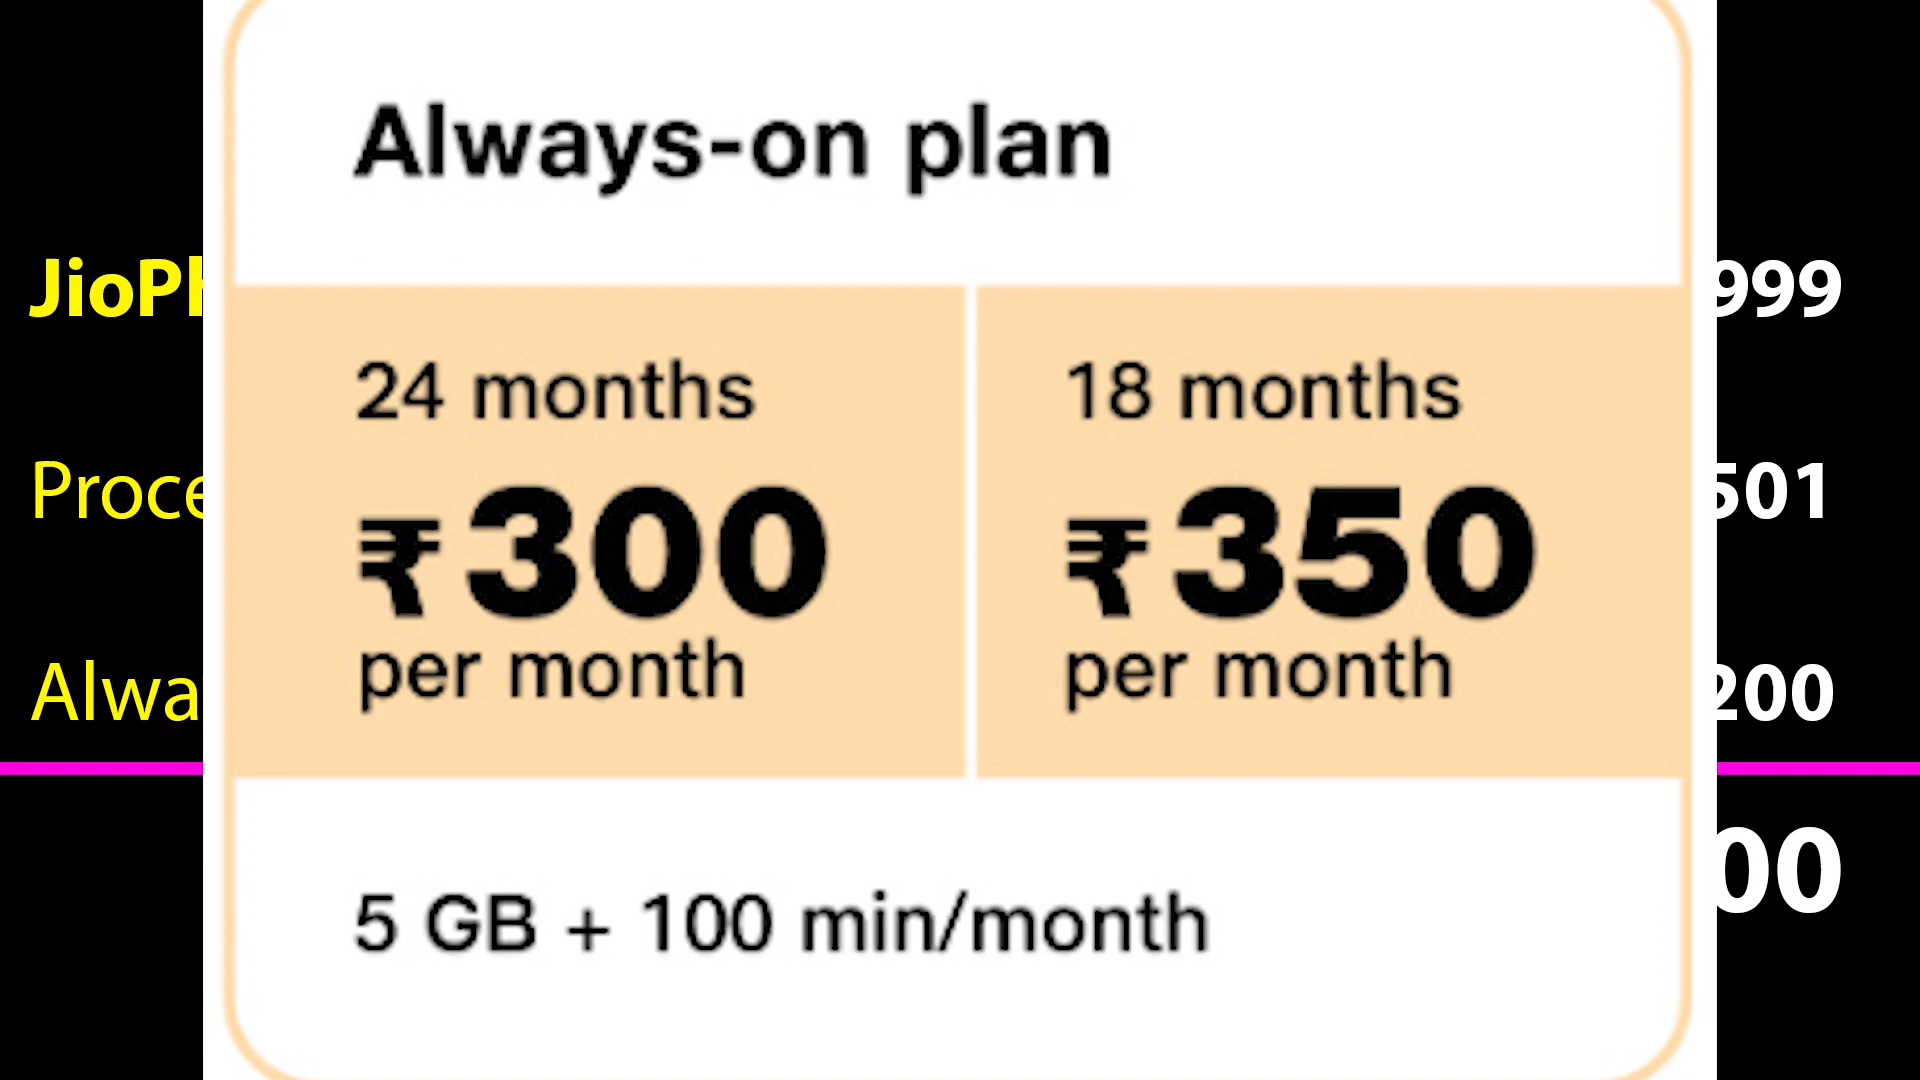 Always-on plan
JioPh
999
24 months
18 months
Proce
501
₹300
₹350
per month
per month
Alwa
200
00
5 GB + 100 min/month